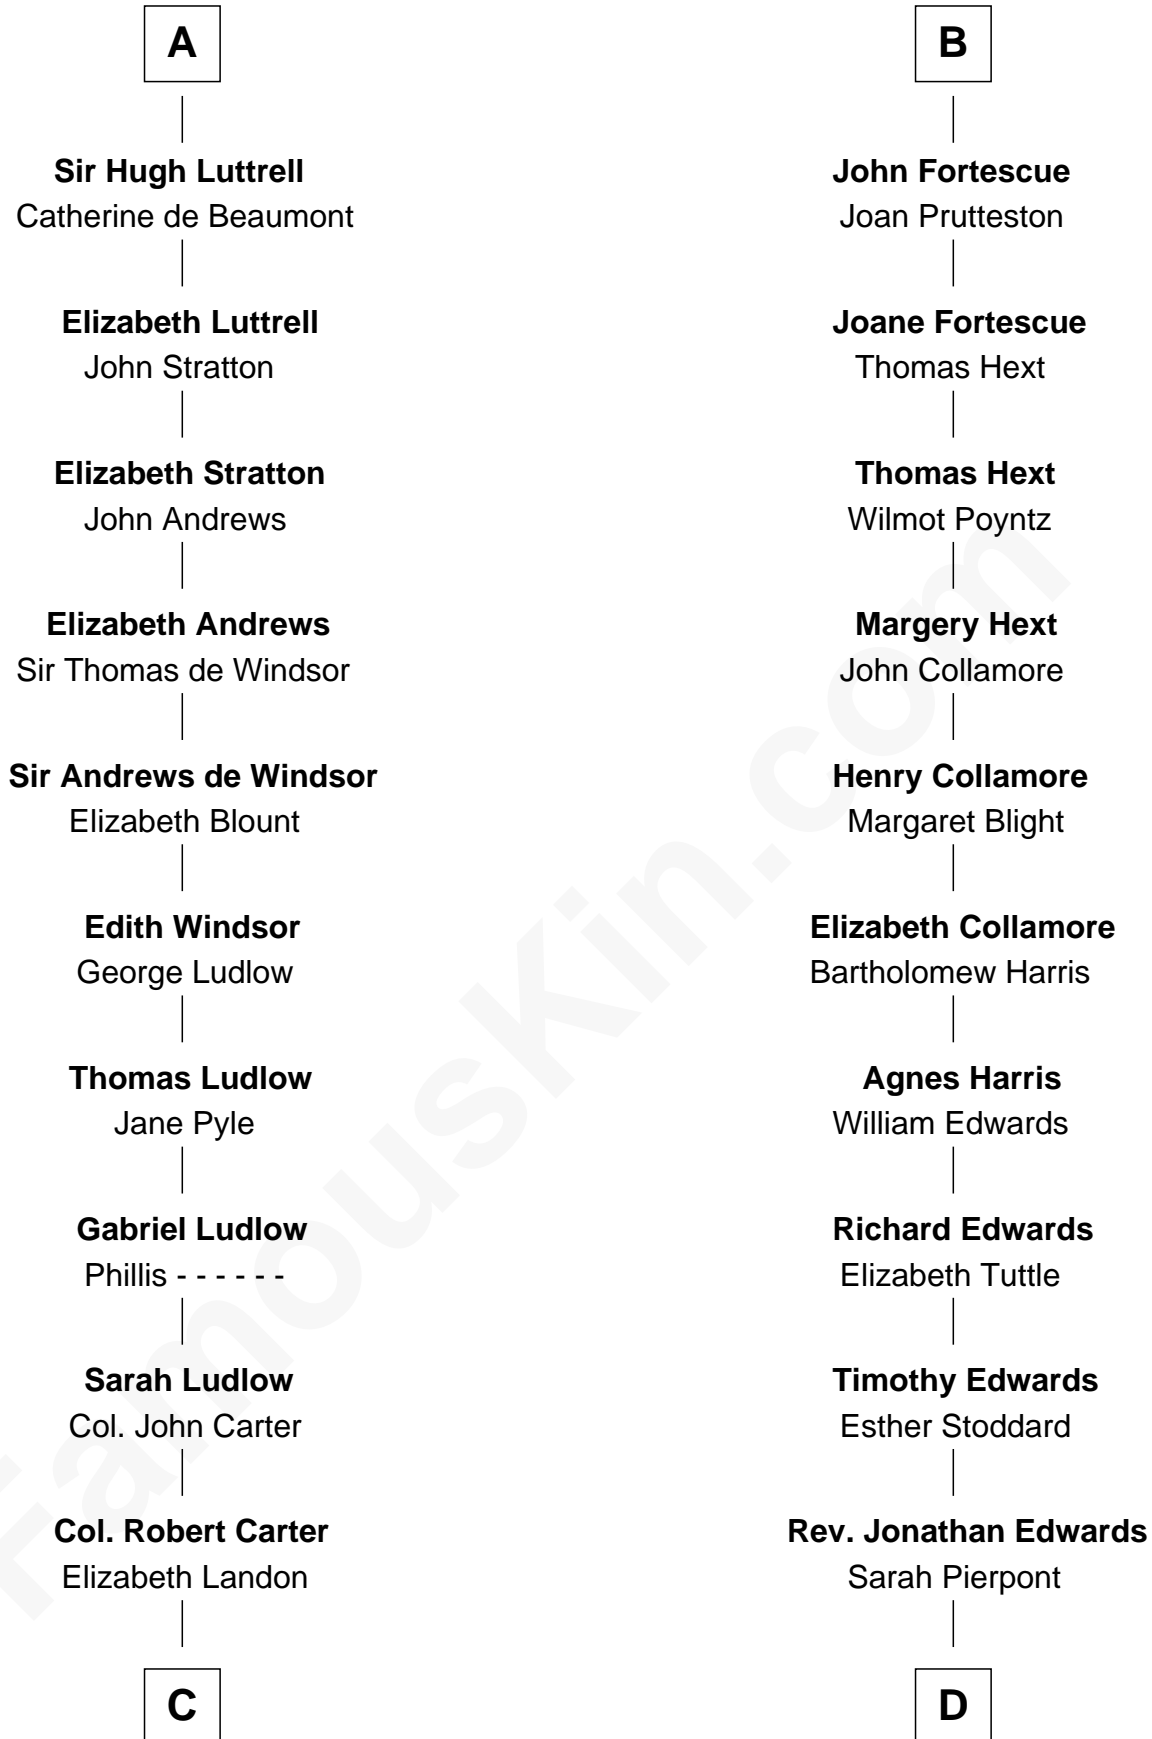 A
Sir Hugh Luttrell
Catherine de Beaumont
Elizabeth Luttrell
John Stratton
Elizabeth Stratton
John Andrews
Elizabeth Andrews
Sir Thomas de Windsor
Sir Andrews de Windsor
Elizabeth Blount
Edith Windsor
George Ludlow
Thomas Ludlow
Jane Pyle
Gabriel Ludlow
Phillis - - - - - -
Sarah Ludlow
Col. John Carter
Col. Robert Carter
Elizabeth Landon
C
B
John Fortescue
Joan Prutteston
Joane Fortescue
Thomas Hext
Thomas Hext
Wilmot Poyntz
Margery Hext
John Collamore
Henry Collamore
Margaret Blight
Elizabeth Collamore
Bartholomew Harris
Agnes Harris
William Edwards
Richard Edwards
Elizabeth Tuttle
Timothy Edwards
Esther Stoddard
Rev. Jonathan Edwards
Sarah Pierpont
D
FamousKin.com